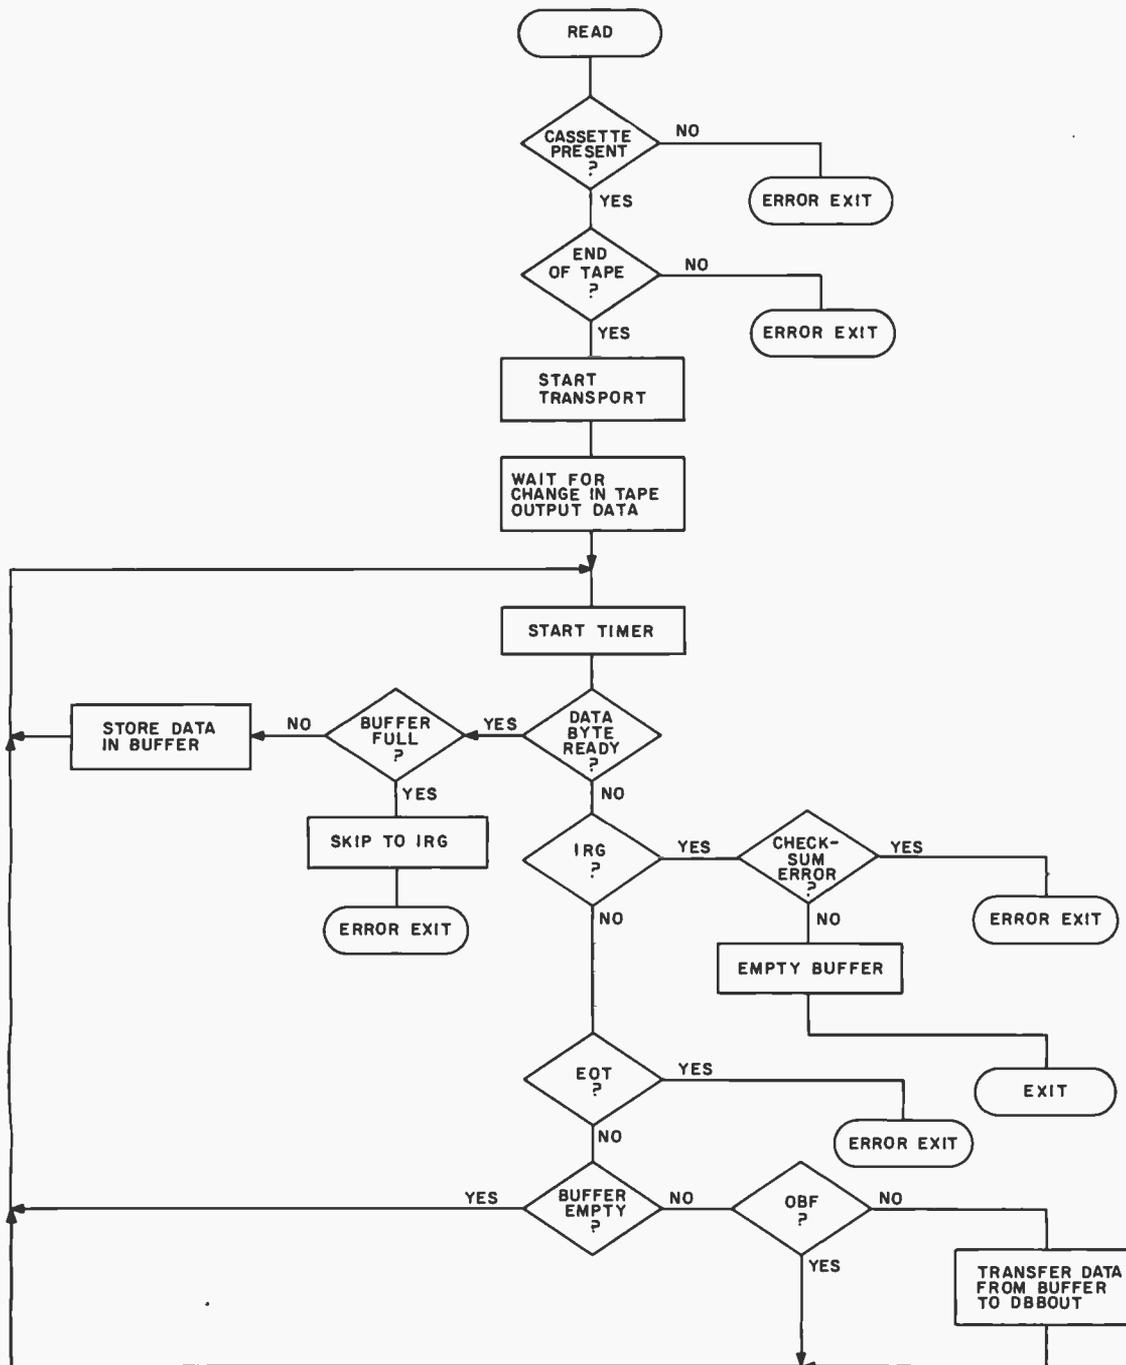 READ
CASSETTE
PRESENT
?
NO
ERROR EXIT
YES
END
OF TAPE
?
NO
ERROR EXIT
YES
START
TRANSPORT
WAIT FOR
CHANGE IN TAPE
OUTPUT DATA
START TIMER
STORE DATA
IN BUFFER
NO
BUFFER
FULL
?
YES
DATA
BYTE
READY
?
YES
NO
SKIP TO IRG
ERROR EXIT
IRG
?
YES
CHECK-
SUM
ERROR
?
YES
ERROR EXIT
NO
NO
EMPTY BUFFER
EXIT
EOT
?
YES
ERROR EXIT
NO
YES
BUFFER
EMPTY
?
NO
OBF
?
NO
YES
TRANSFER DATA
FROM BUFFER
TO DBBOUT